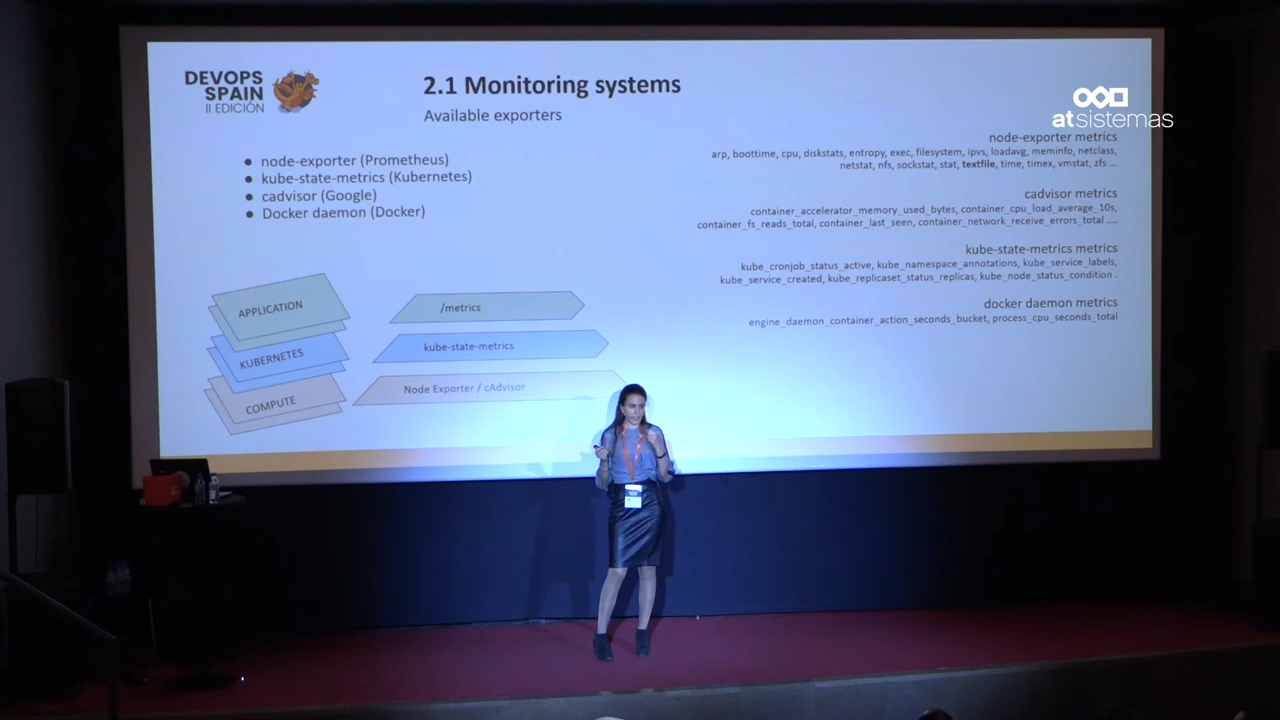 DEVOPS
SPAIN
II EDICIÓN
2.1 Monitoring systems
Available exporters
atsistemas
● node-exporter (Prometheus)
● kube-state-metrics (Kubernetes)
● cadvisor (Google)
● Docker daemon (Docker)
node-exporter metrics
arp, boottime, cpu, diskstats, entropy, exec, filesystem, ipvs, loadavg, meminfo, netclass,
netstat, nfs, sockstat, stat, textfile, time, timex, vmstat, zfs ...
cadvisor metrics
container_accelerator_memory_used_bytes, container_cpu_load_average_10s,
container_fs_reads_total, container_last_seen, container_network_receive_errors_total ....
kube-state-metrics metrics
kube_cronjob_status_active, kube_namespace_annotations, kube_service_labels,
kube_service_created, kube_replicaset_status_replicas, kube_node_status_condition .
docker daemon metrics
engine_daemon_container_action_seconds_bucket, process_cpu_seconds_total
APPLICATION
/metrics
KUBERNETES
kube-state-metrics
COMPUTE
Node Exporter / cAdvisor